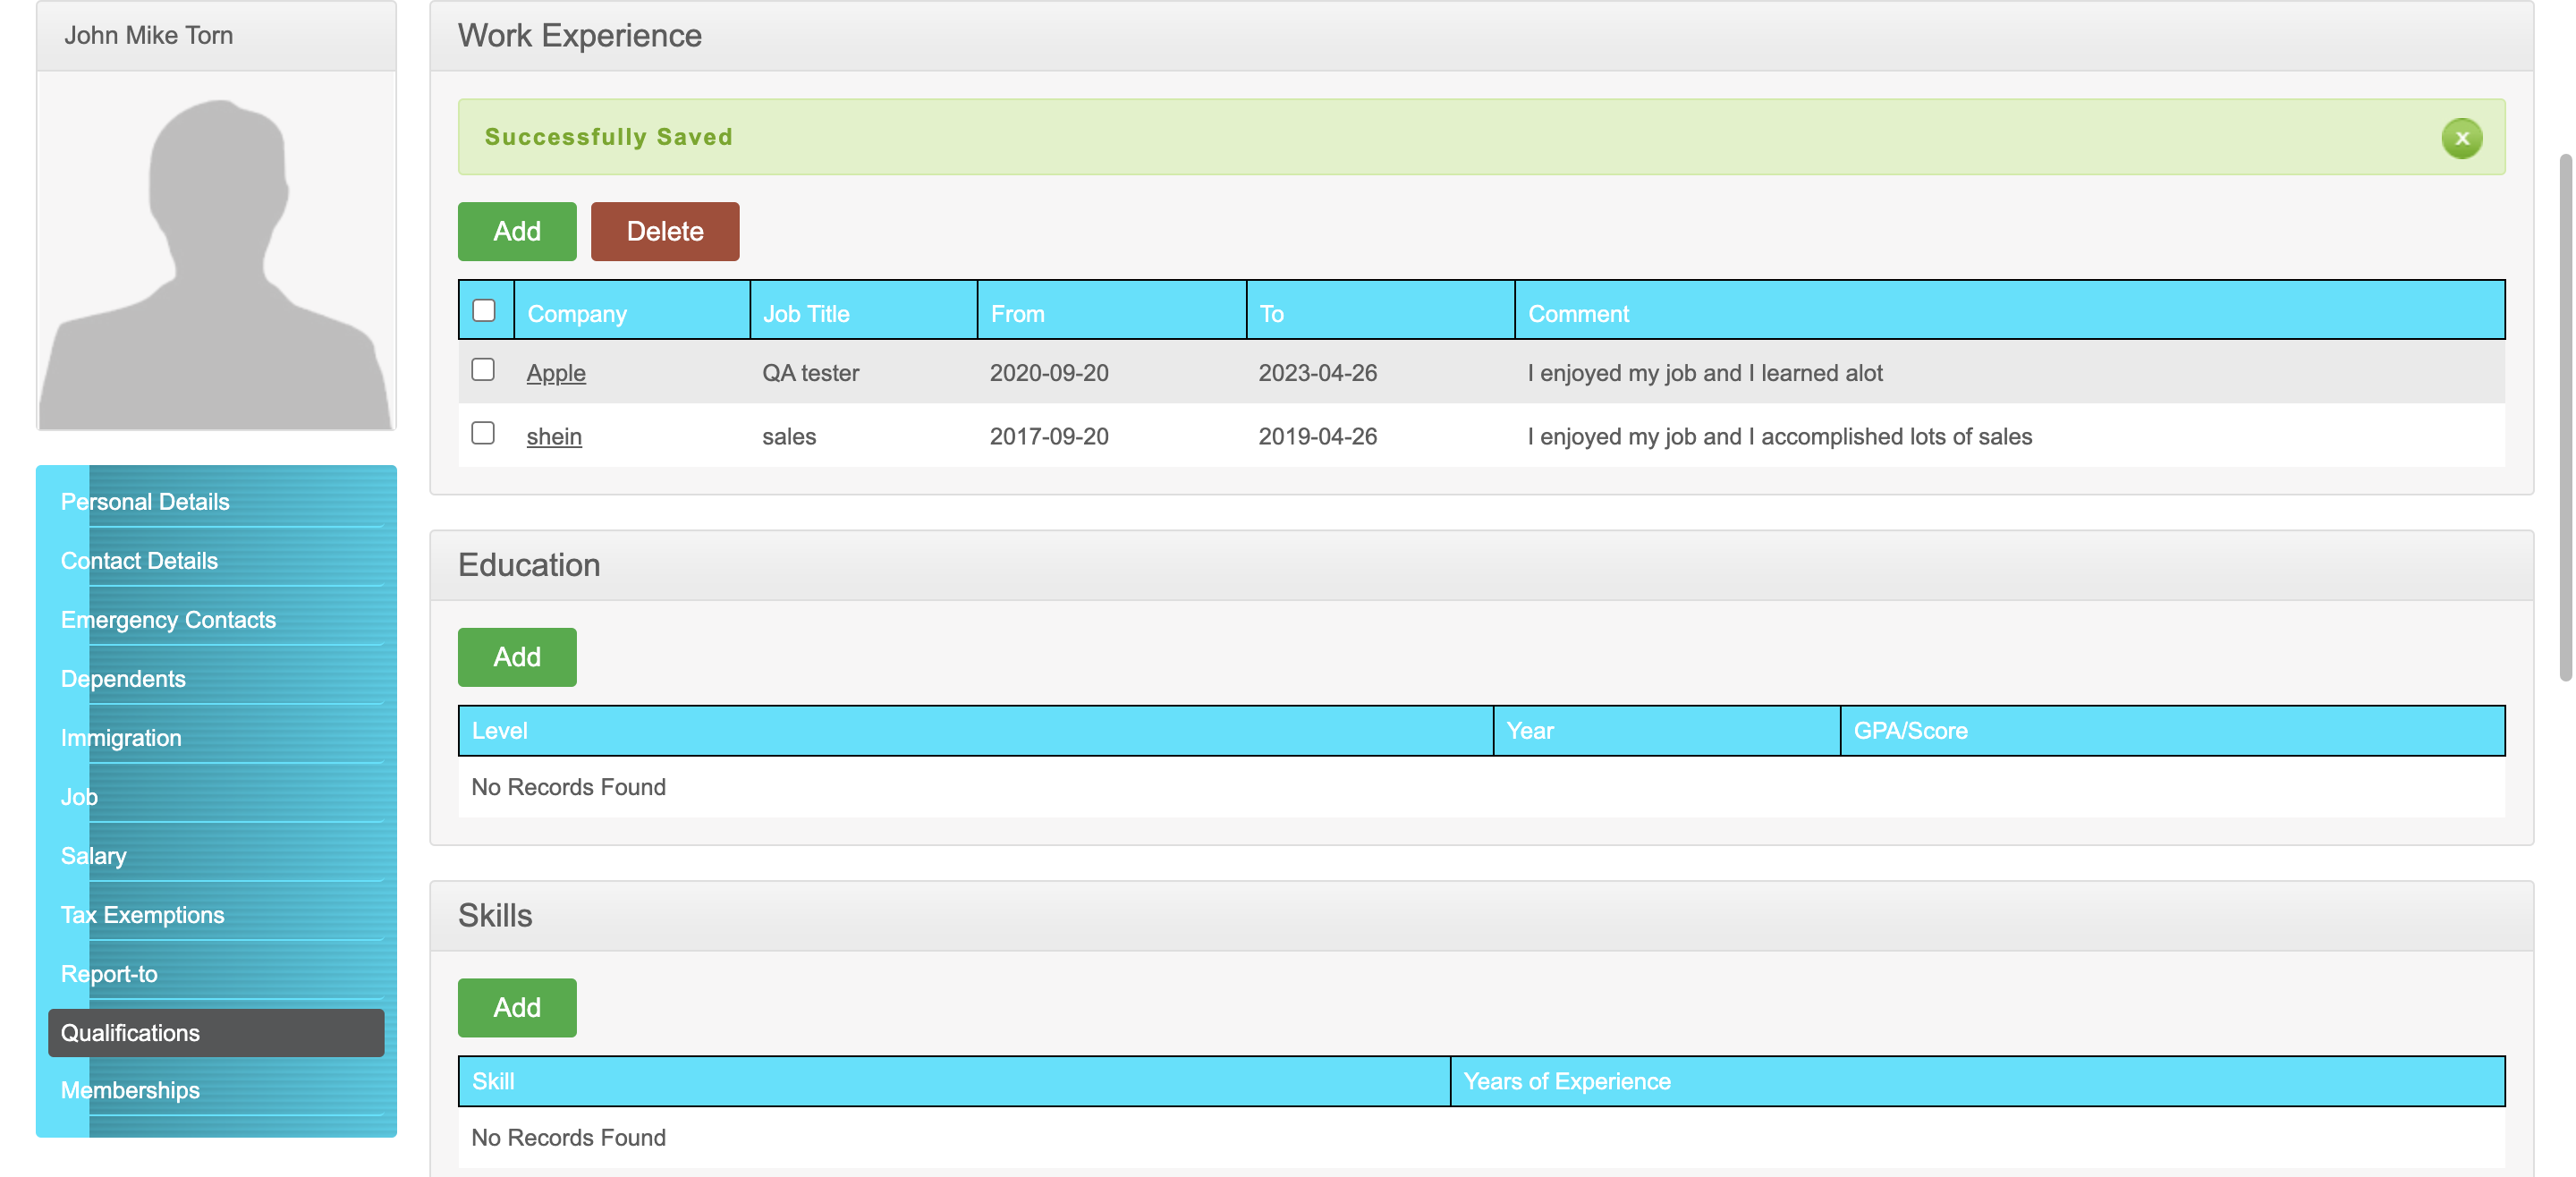 John Mike Torn
Personal Details
Contact Details
Emergency Contacts
Dependents
Immigration
Job
Salary
Tax Exemptions
Report-to
Qualifications
Memberships
Work Experience
Successfully Saved
x
Add Delete
Company Job Title From To Comment
Apple QA tester 2020-09-20 2023-04-26 I enjoyed my job and I learned alot
shein sales 2017-09-20 2019-04-26 I enjoyed my job and I accomplished lots of sales
Education
Add
Level Year GPA/Score
No Records Found
Skills
Add
Skill Years of Experience
No Records Found